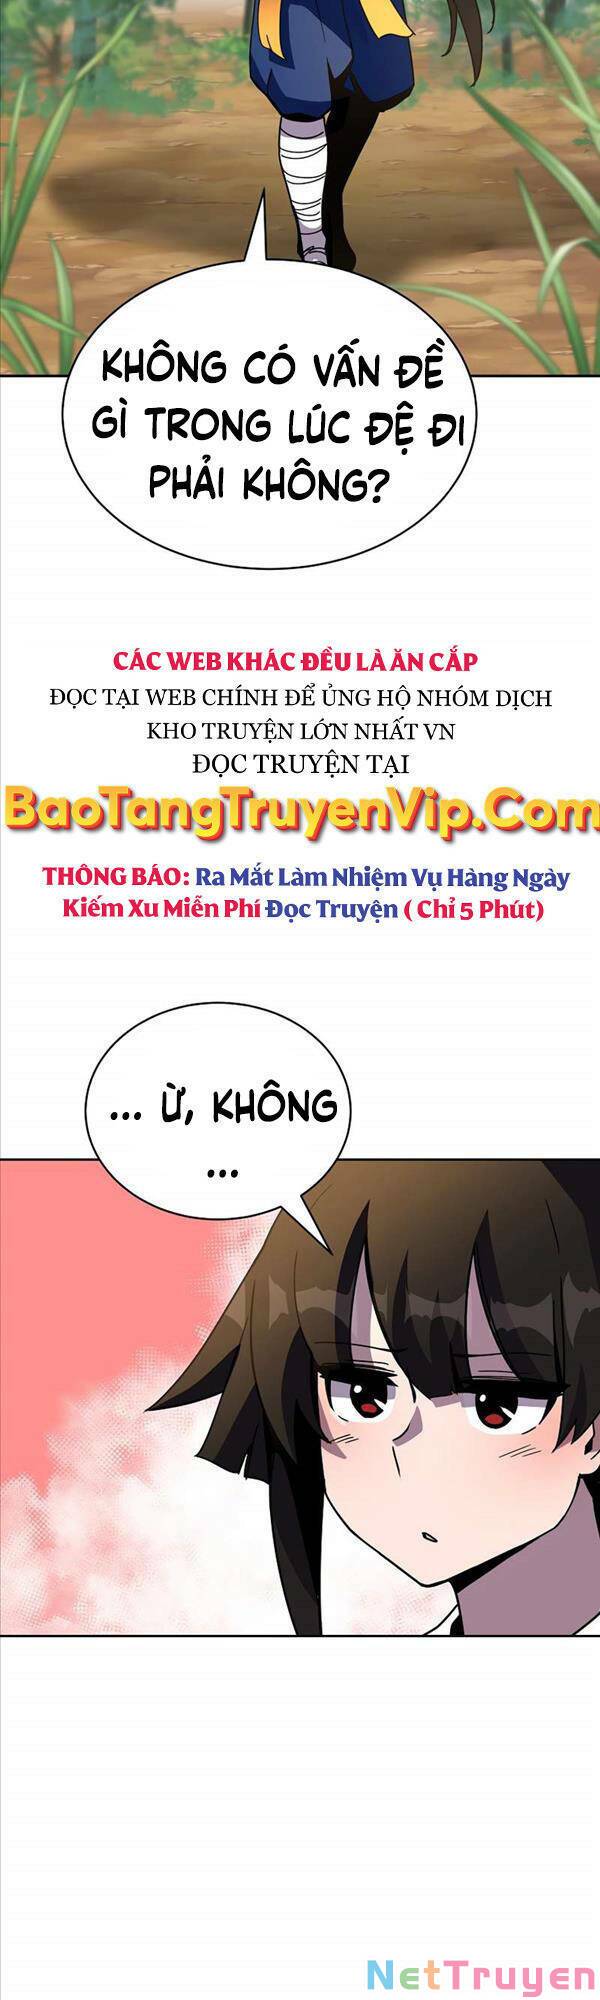 KHÔNG CÓ VẤN ĐỀ
GÌ TRONG LÚC ĐỆ ĐI
PHẢI KHÔNG?
CÁC WEB KHÁC ĐỀU LÀ ĂN CẮP
ĐỌC TẠI WEB CHÍNH ĐỂ ỦNG HỘ NHÓM DỊCH
KHO TRUYỆN LỚN NHẤT VN
ĐỌC TRUYỆN TẠI
BaoTangTruyenVip.Com
THÔNG BÁO: Ra Mắt Làm Nhiệm Vụ Hàng Ngày
Kiếm Xu Miễn Phí Đọc Truyện ( Chỉ 5 Phút)
... Ừ, KHÔNG
...
NetTruyen